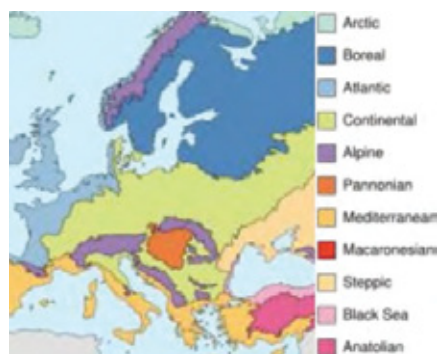 Arctic
Boreal
Atlantic
Continental
Alpine
Pannonian
Mediterranean
Macaronesian
Steppic
Black Sea
Anatolian